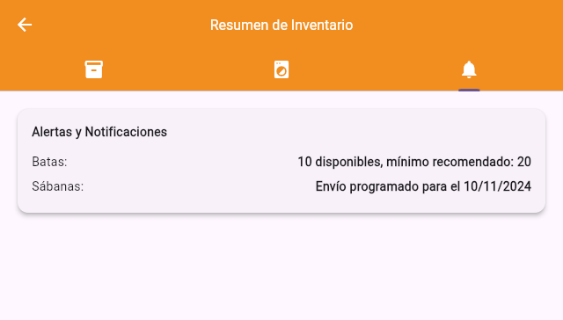 Resumen de Inventario
Alertas y Notificaciones
Batas: 10 disponibles, mínimo recomendado: 20
Sábanas: Envío programado para el 10/11/2024